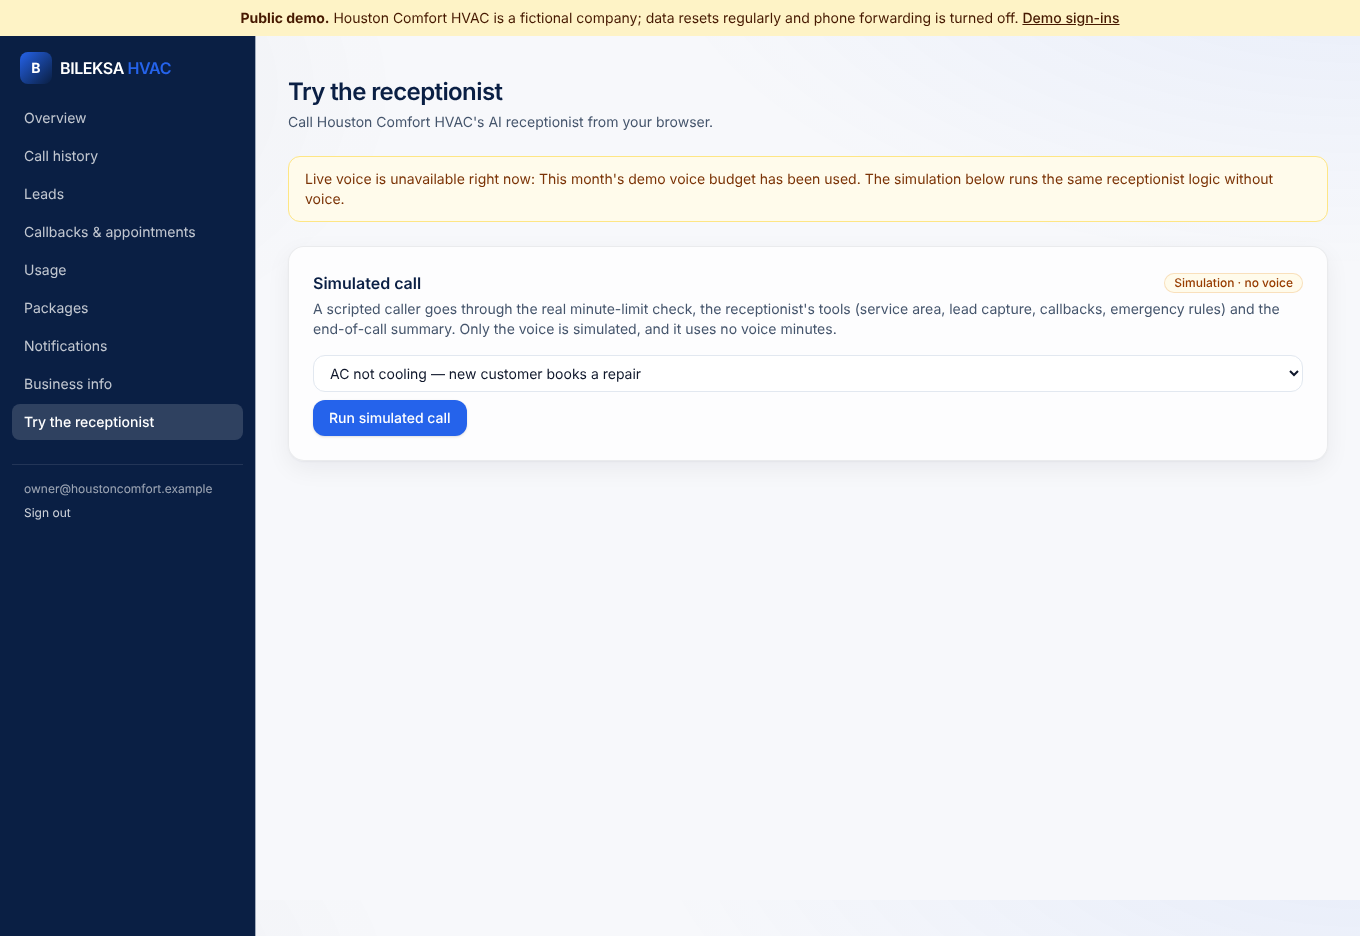 Public demo. Houston Comfort HVAC is a fictional company; data resets regularly and phone forwarding is turned off. Demo sign-ins
B BILEKSA HVAC
Overview
Call history
Leads
Callbacks & appointments
Usage
Packages
Notifications
Business info
Try the receptionist
owner@houstoncomfort.example
Sign out
Try the receptionist
Call Houston Comfort HVAC's AI receptionist from your browser.
Live voice is unavailable right now: This month's demo voice budget has been used. The simulation below runs the same receptionist logic without
voice.
Simulated call
Simulation · no voice
A scripted caller goes through the real minute-limit check, the receptionist's tools (service area, lead capture, callbacks, emergency rules) and the
end-of-call summary. Only the voice is simulated, and it uses no voice minutes.
AC not cooling — new customer books a repair
Run simulated call